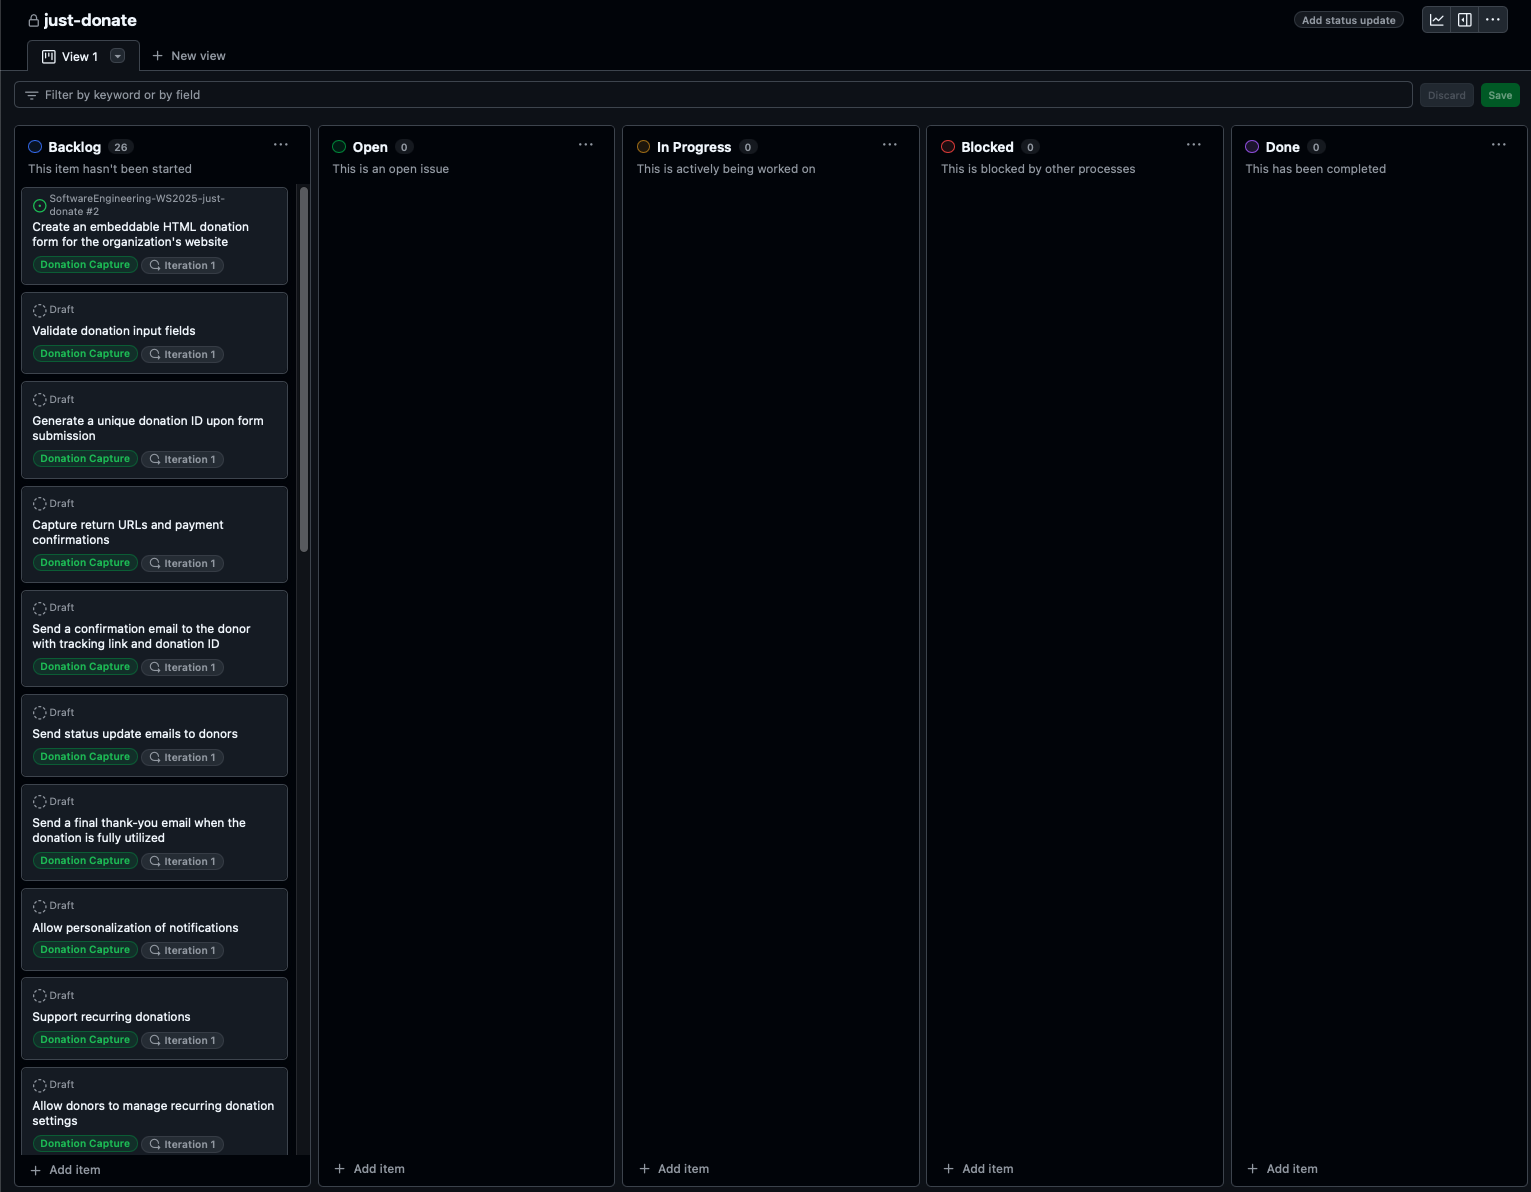 just-donate
Add status update
View 1
New view
Filter by keyword or by field
Discard
Save
Backlog 26
This item hasn't been started
SoftwareEngineering-WS2025-just-
donate #2
Create an embeddable HTML donation
form for the organization's website
Donation Capture Iteration 1
Draft
Validate donation input fields
Donation Capture Iteration 1
Draft
Generate a unique donation ID upon form
submission
Donation Capture Iteration 1
Draft
Capture return URLs and payment
confirmations
Donation Capture Iteration 1
Draft
Send a confirmation email to the donor
with tracking link and donation ID
Donation Capture Iteration 1
Draft
Send status update emails to donors
Donation Capture Iteration 1
Draft
Send a final thank-you email when the
donation is fully utilized
Donation Capture Iteration 1
Draft
Allow personalization of notifications
Donation Capture Iteration 1
Draft
Support recurring donations
Donation Capture Iteration 1
Draft
Allow donors to manage recurring donation
settings
Donation Capture Iteration 1
Add item
Open 0
This is an open issue
Add item
In Progress 0
This is actively being worked on
Add item
Blocked 0
This is blocked by other processes
Add item
Done 0
This has been completed
Add item